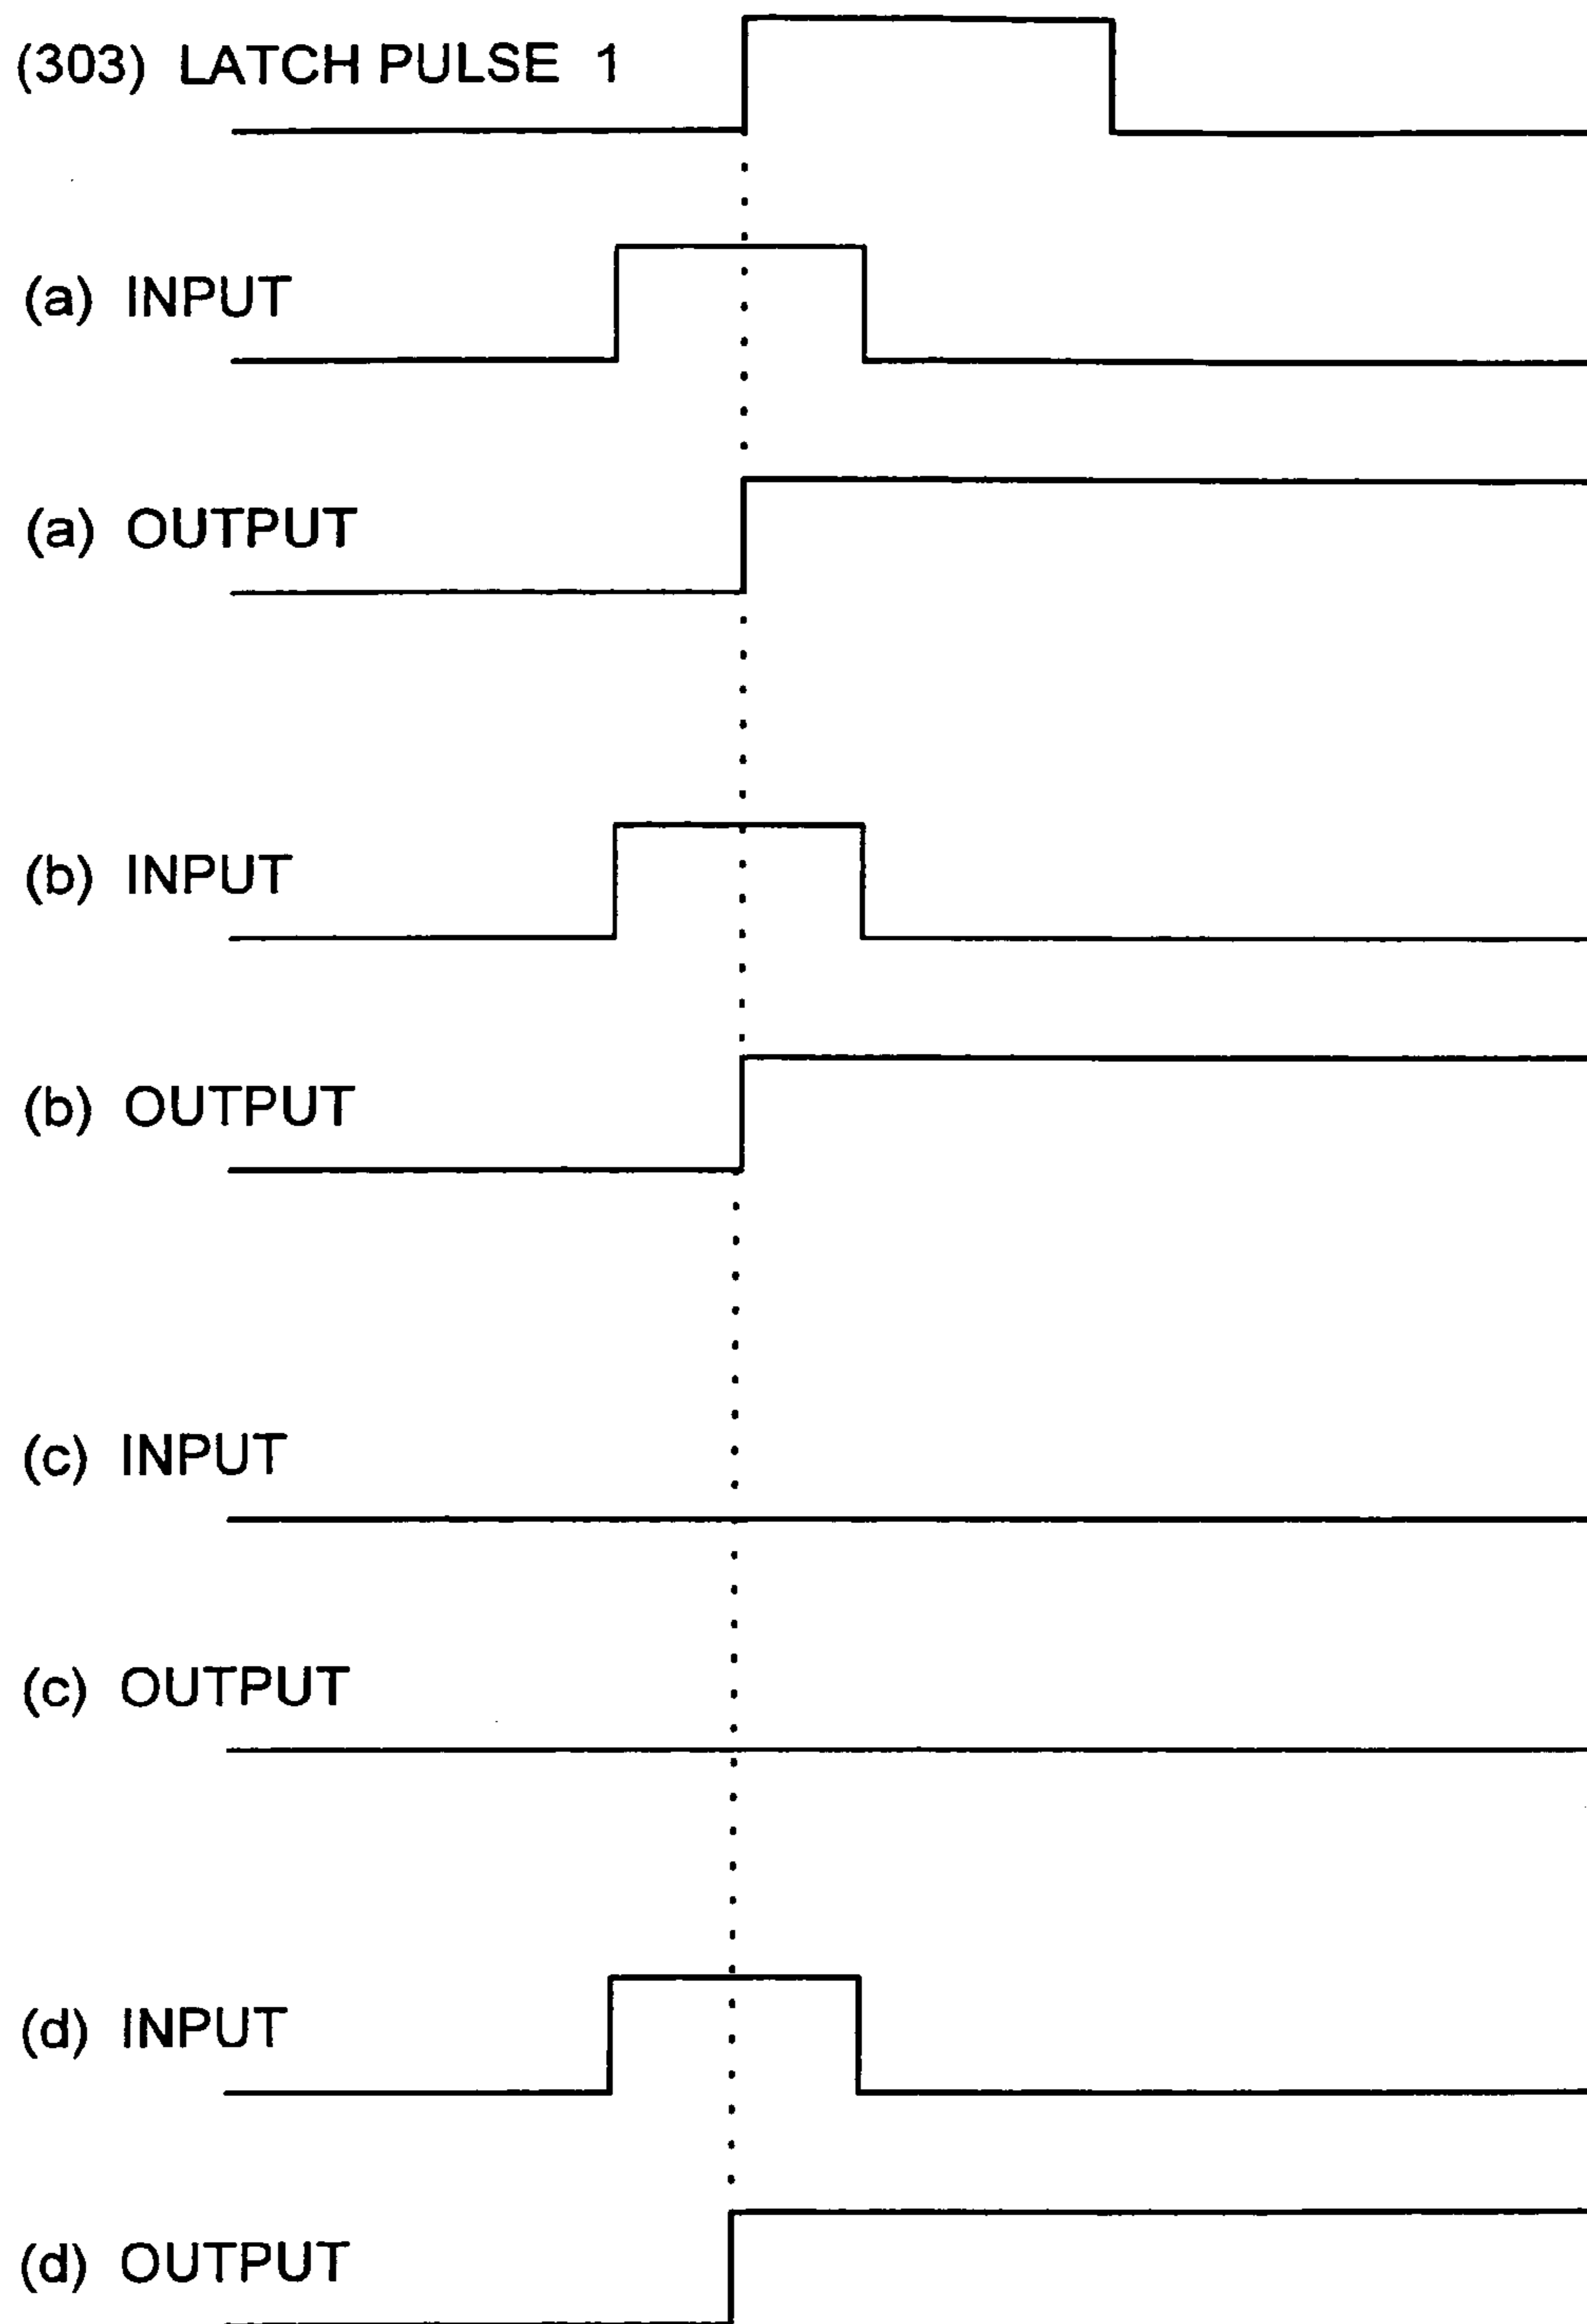 (303) LATCH PULSE 1
(a) INPUT
(a) OUTPUT
(b) INPUT
(b) OUTPUT
(c) INPUT
(c) OUTPUT
(d) INPUT
(d) OUTPUT